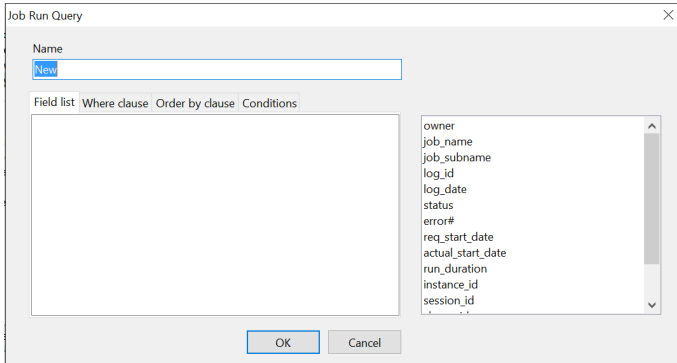 Job Run Query
Name
New
Field list Where clause Order by clause Conditions
owner
job_name
job_subname
log_id
log_date
status
error#
req_start_date
actual_start_date
run_duration
instance_id
session_id
OK Cancel